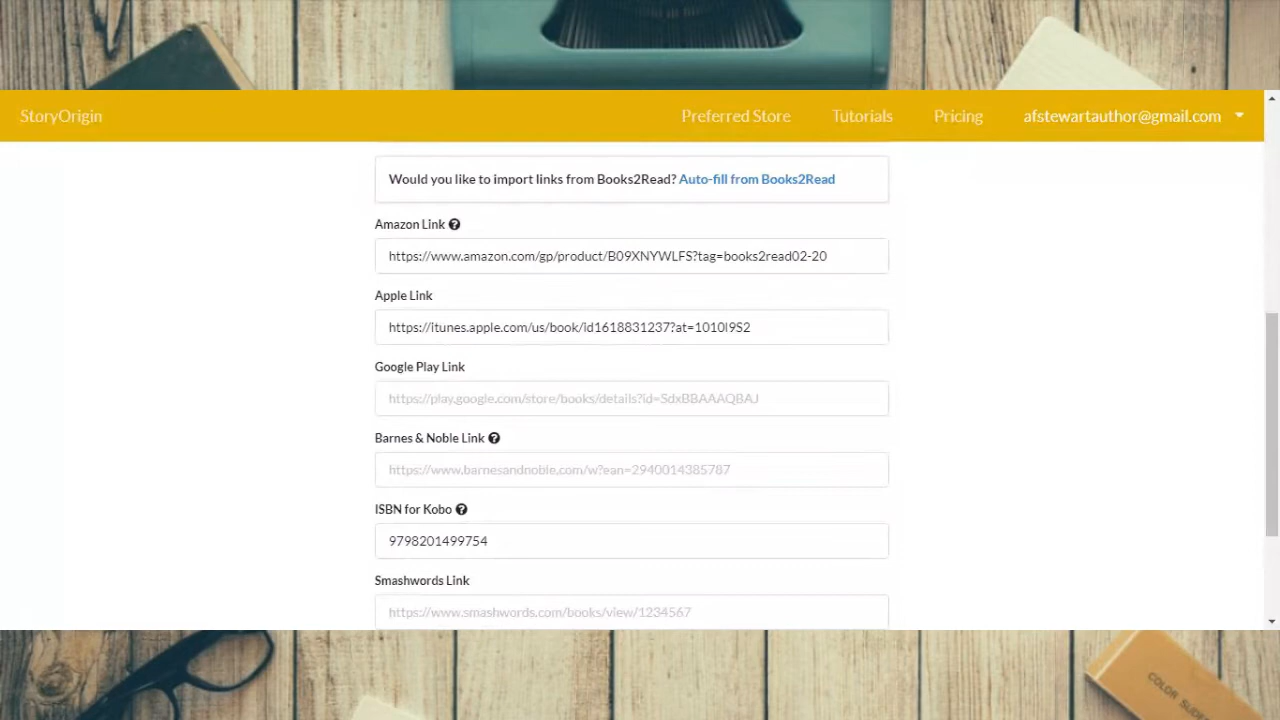 StoryOrigin Preferred Store Tutorials Pricing afstewartauthor@gmail.com
Would you like to import links from Books2Read? Auto-fill from Books2Read
Amazon Link
https://www.amazon.com/gp/product/B09XNYWLFS?tag=books2read02-20
Apple Link
https://itunes.apple.com/us/book/id1618831237?at=1010l9S2
Google Play Link
https://play.google.com/store/books/details?id=SdxBBAAAQBAJ
Barnes & Noble Link
https://www.barnesandnoble.com/w?ean=2940014385787
ISBN for Kobo
9798201499754
Smashwords Link
https://www.smashwords.com/books/view/1234567
COLOR